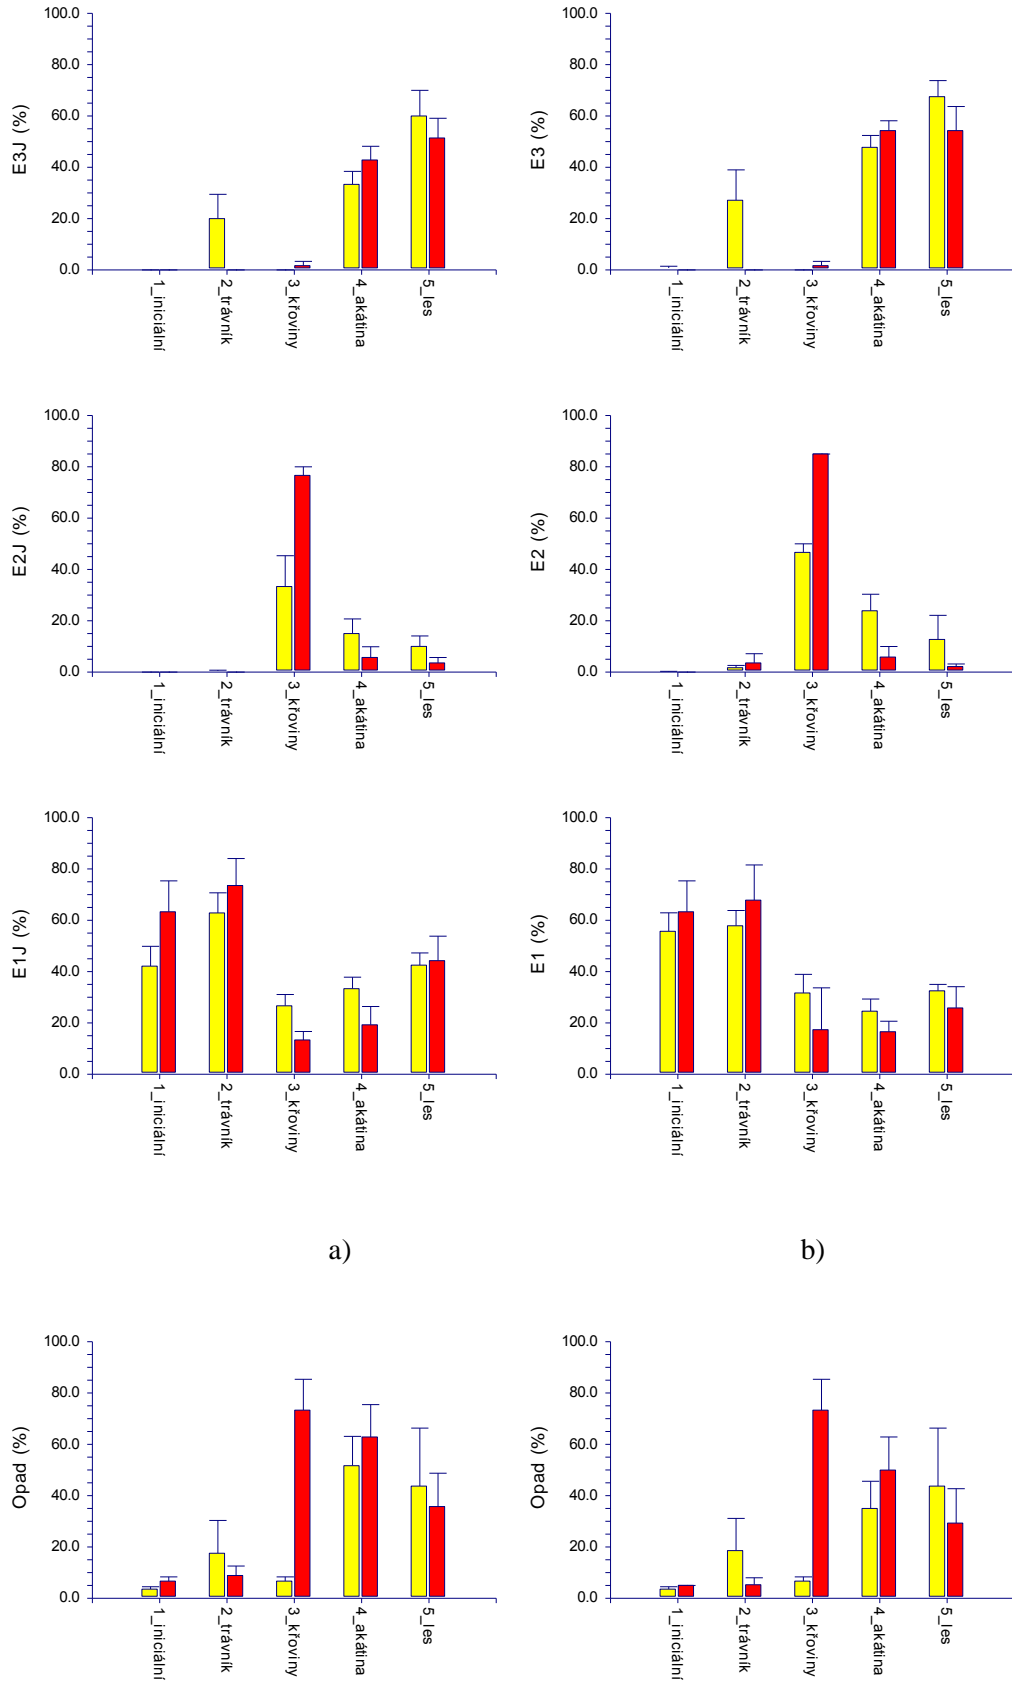 E3J (%)
100.0
80.0
60.0
40.0
20.0
0.0
1_iniciální
2_trávník
3_křoviny
4_akátina
5_les
E3 (%)
100.0
80.0
60.0
40.0
20.0
0.0
1_iniciální
2_trávník
3_křoviny
4_akátina
5_les
E2J (%)
100.0
80.0
60.0
40.0
20.0
0.0
1_iniciální
2_trávník
3_křoviny
4_akátina
5_les
E2 (%)
100.0
80.0
60.0
40.0
20.0
0.0
1_iniciální
2_trávník
3_křoviny
4_akátina
5_les
E1J (%)
100.0
80.0
60.0
40.0
20.0
0.0
1_iniciální
2_trávník
3_křoviny
4_akátina
5_les
E1 (%)
100.0
80.0
60.0
40.0
20.0
0.0
1_iniciální
2_trávník
3_křoviny
4_akátina
5_les
a)
b)
Opad (%)
100.0
80.0
60.0
40.0
20.0
0.0
1_iniciální
2_trávník
3_křoviny
4_akátina
5_les
Opad (%)
100.0
80.0
60.0
40.0
20.0
0.0
1_iniciální
2_trávník
3_křoviny
4_akátina
5_les